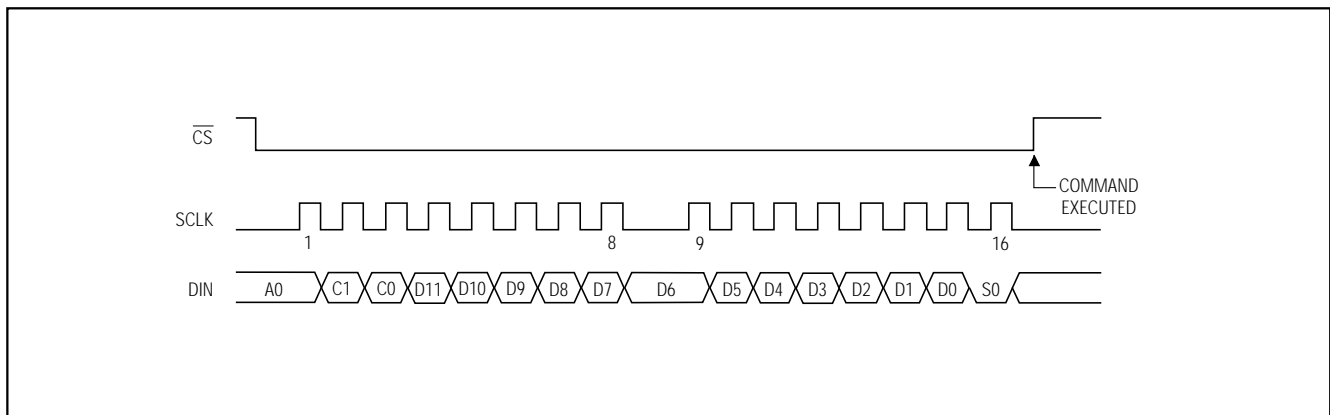 CS
COMMAND
EXECUTED
SCLK
1 8 9 16
DIN A0 C1 C0 D11 D10 D9 D8 D7 D6 D5 D4 D3 D2 D1 D0 S0